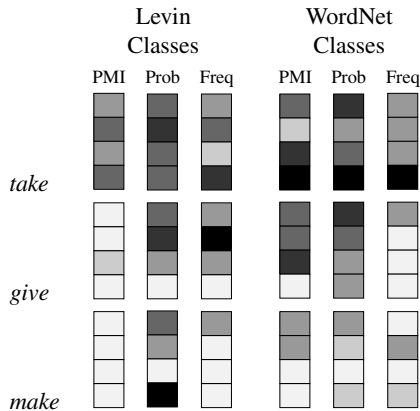 Levin WordNet
Classes Classes
PMI Prob Freq PMI Prob Freq
take
give
make